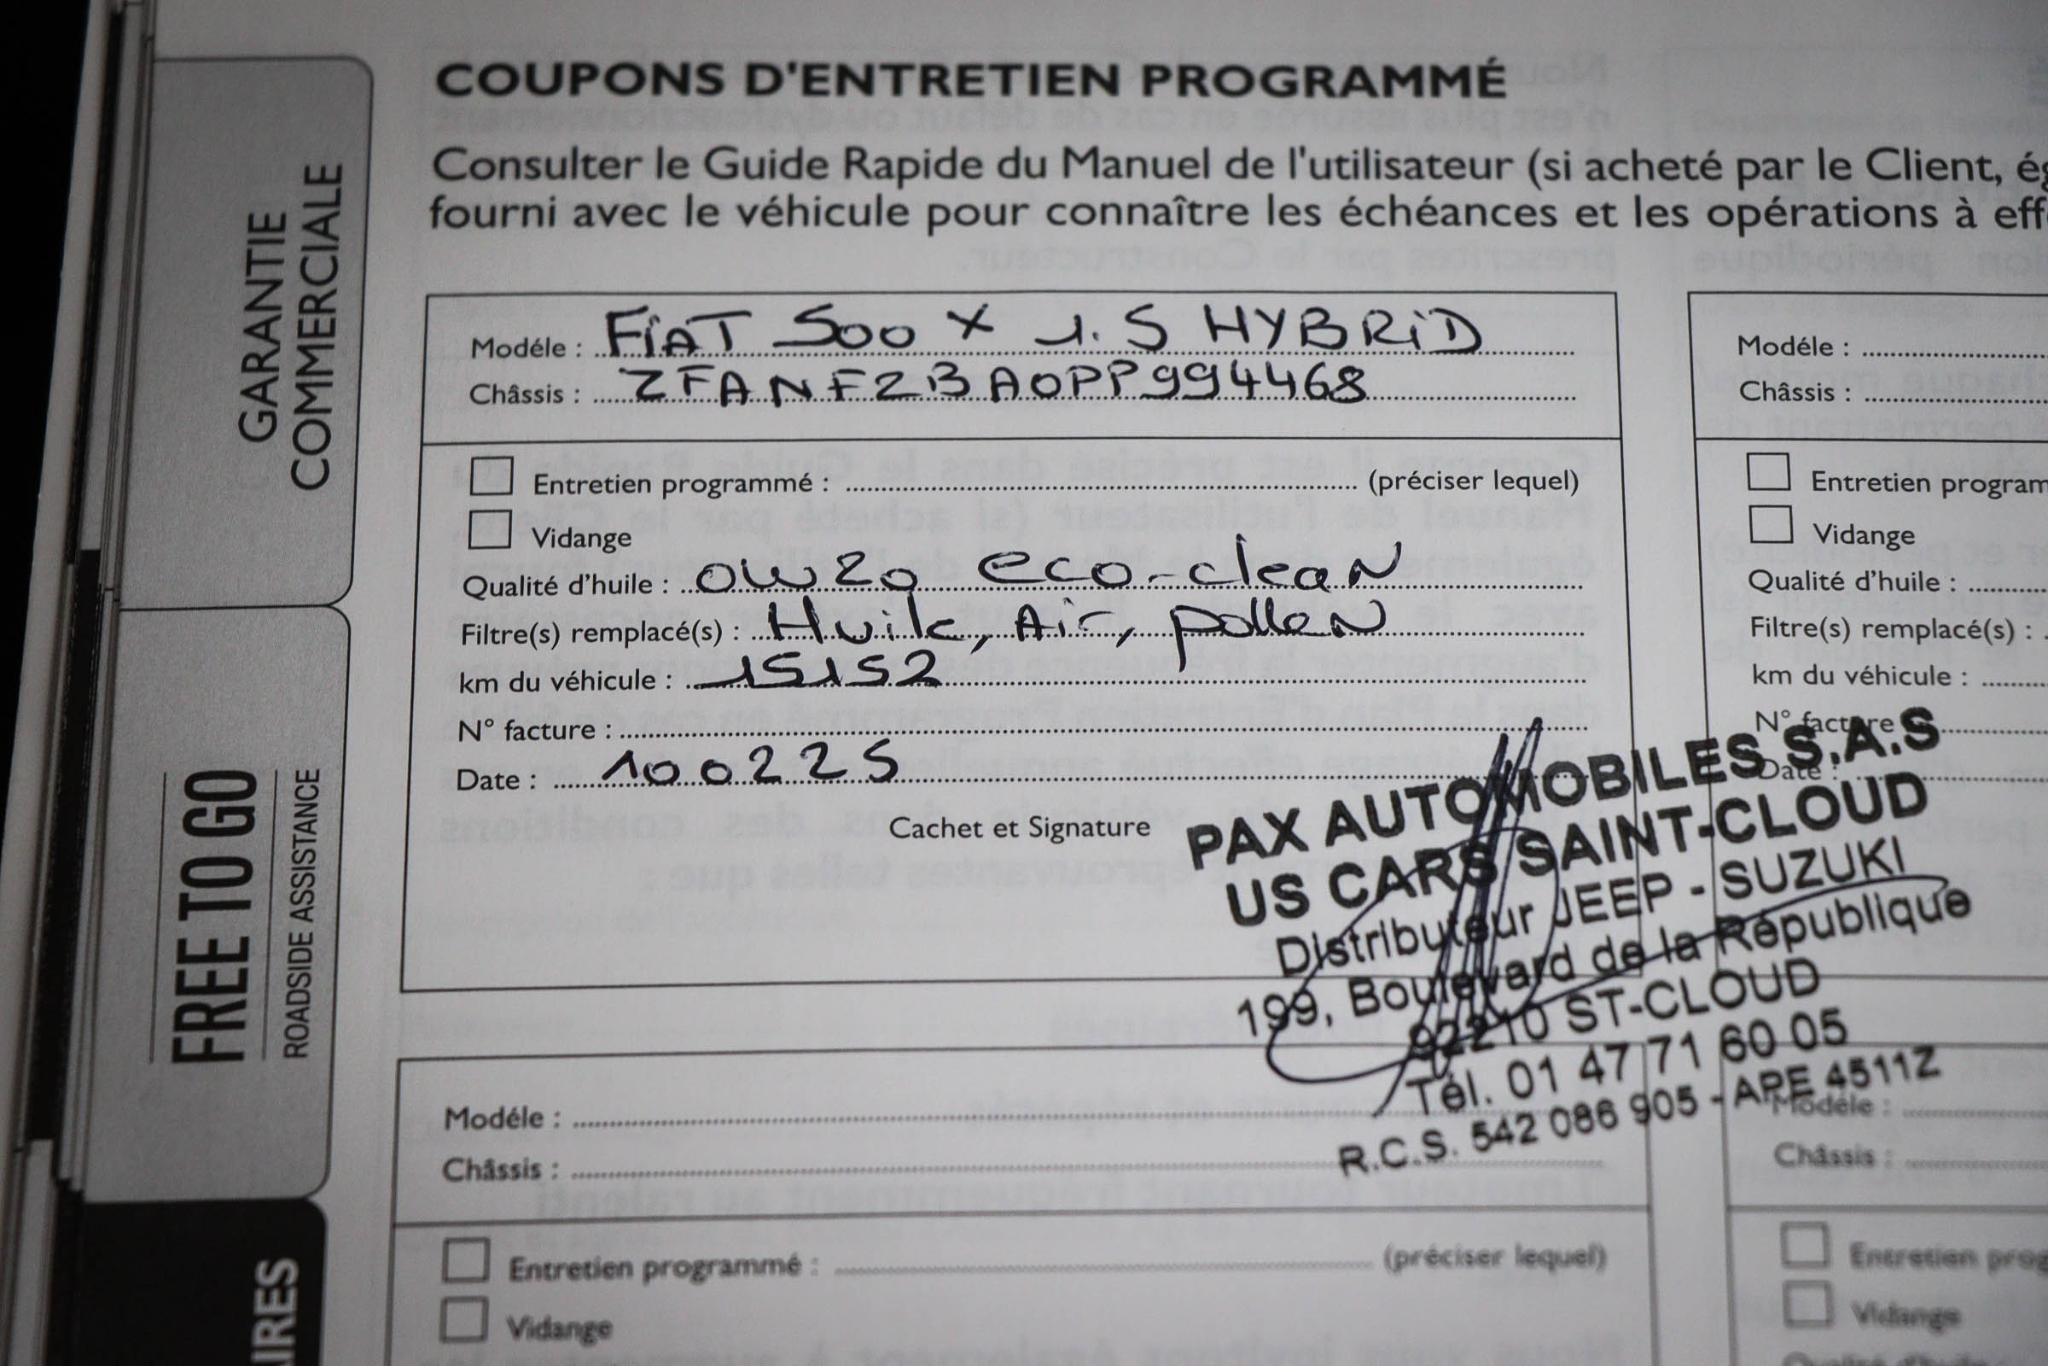 COUPONS D'ENTRETIEN PROGRAMMÉ
Consulter le Guide Rapide du Manuel de l'utilisateur (si acheté par le Client, ég
fourni avec le véhicule pour connaître les échéances et les opérations à eff
GARANTIE
COMMERCIALE
FREE TO GO
ROADSIDE ASSISTANCE
AIRES
Modéle : FiAT 500 X 1.5 HYBRiD
Châssis : ZFANF2BA0PP994468
Entretien programmé : (préciser lequel)
Vidange
Qualité d'huile : 0W20 eco-clean
Filtre(s) remplacé(s) : Huile, Air, pollen
km du véhicule : 15152
N° facture :
Date : 100225
Cachet et Signature
PAX AUTOMOBILES S.A.S
US CARS SAINT-CLOUD
Distributeur JEEP - SUZUKI
199, Boulevard de la République
92210 ST-CLOUD
Tél. 01 47 71 60 05
R.C.S. 542 086 905 - APE 4511Z
Modéle :
Châssis :
Entretien program
Vidange
Qualité d'huile :
Filtre(s) remplacé(s) :
km du véhicule :
N° facture
Date :
Modéle :
Châssis :
Entretien programmé : (préciser lequel)
Vidange
Modéle :
Châssis :
Entretien prog
Vidange